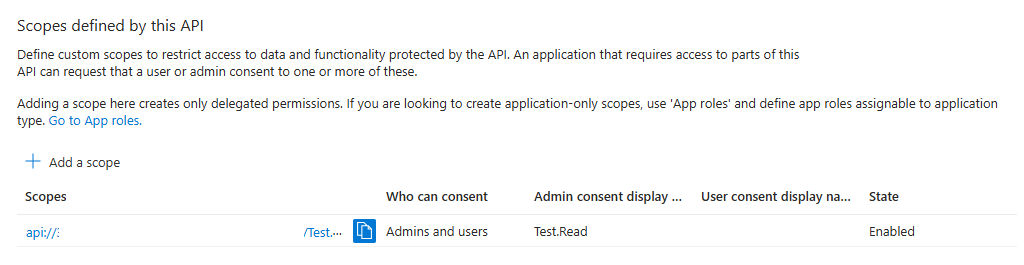 Scopes defined by this API
Define custom scopes to restrict access to data and functionality protected by the API. An application that requires access to parts of this
API can request that a user or admin consent to one or more of these.
Adding a scope here creates only delegated permissions. If you are looking to create application-only scopes, use 'App roles' and define app roles assignable to application
type. Go to App roles.
Add a scope
Scopes Who can consent Admin consent display ... User consent display na... State
api:// /Test.... Admins and users Test.Read Enabled